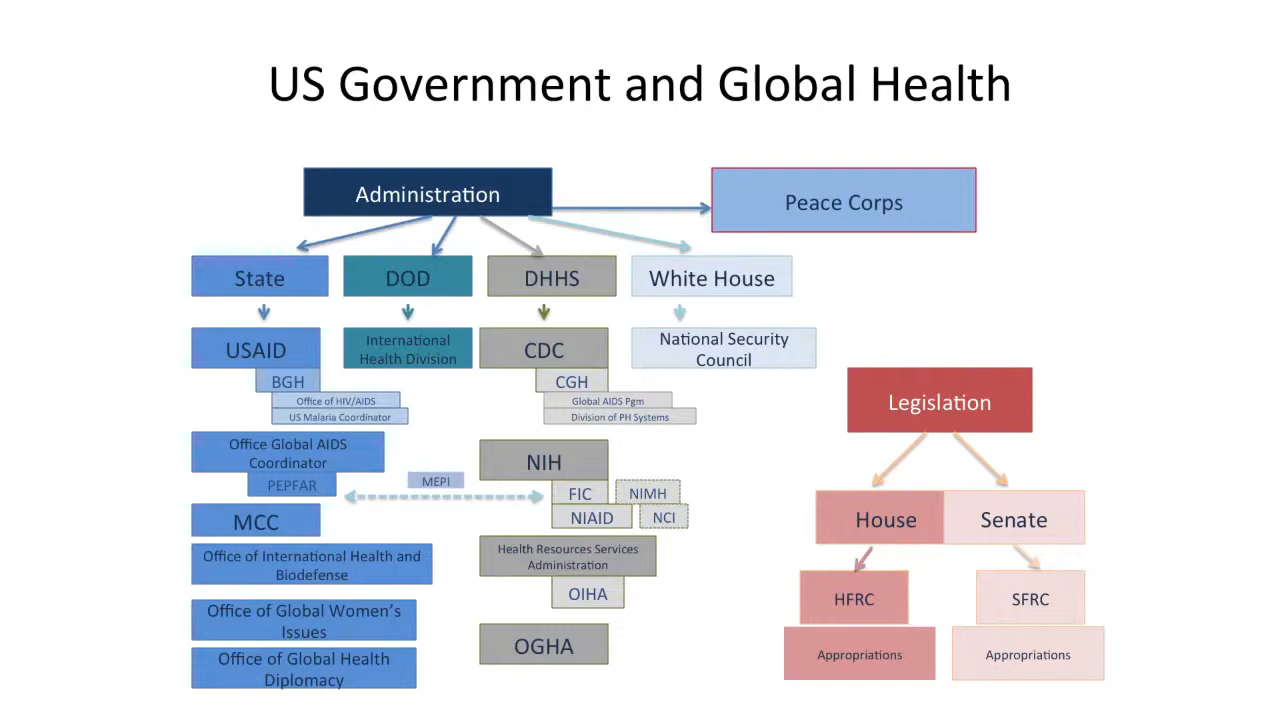 US Government and Global Health
Administration
Peace Corps
State
DOD
DHHS
White House
USAID
International
Health Division
CDC
National Security
Council
BGH
CGH
Office of HIV/AIDS
Global AIDS Pgm
US Malaria Coordinator
Division of PH Systems
Legislation
Office Global AIDS
Coordinator
NIH
PEPFAR
MEPI
FIC
NIMH
MCC
NIAID
NCI
House
Senate
Office of International Health and
Biodefense
Health Resources Services
Administration
OIHA
HFRC
SFRC
Office of Global Women's
Issues
OGHA
Appropriations
Appropriations
Office of Global Health
Diplomacy